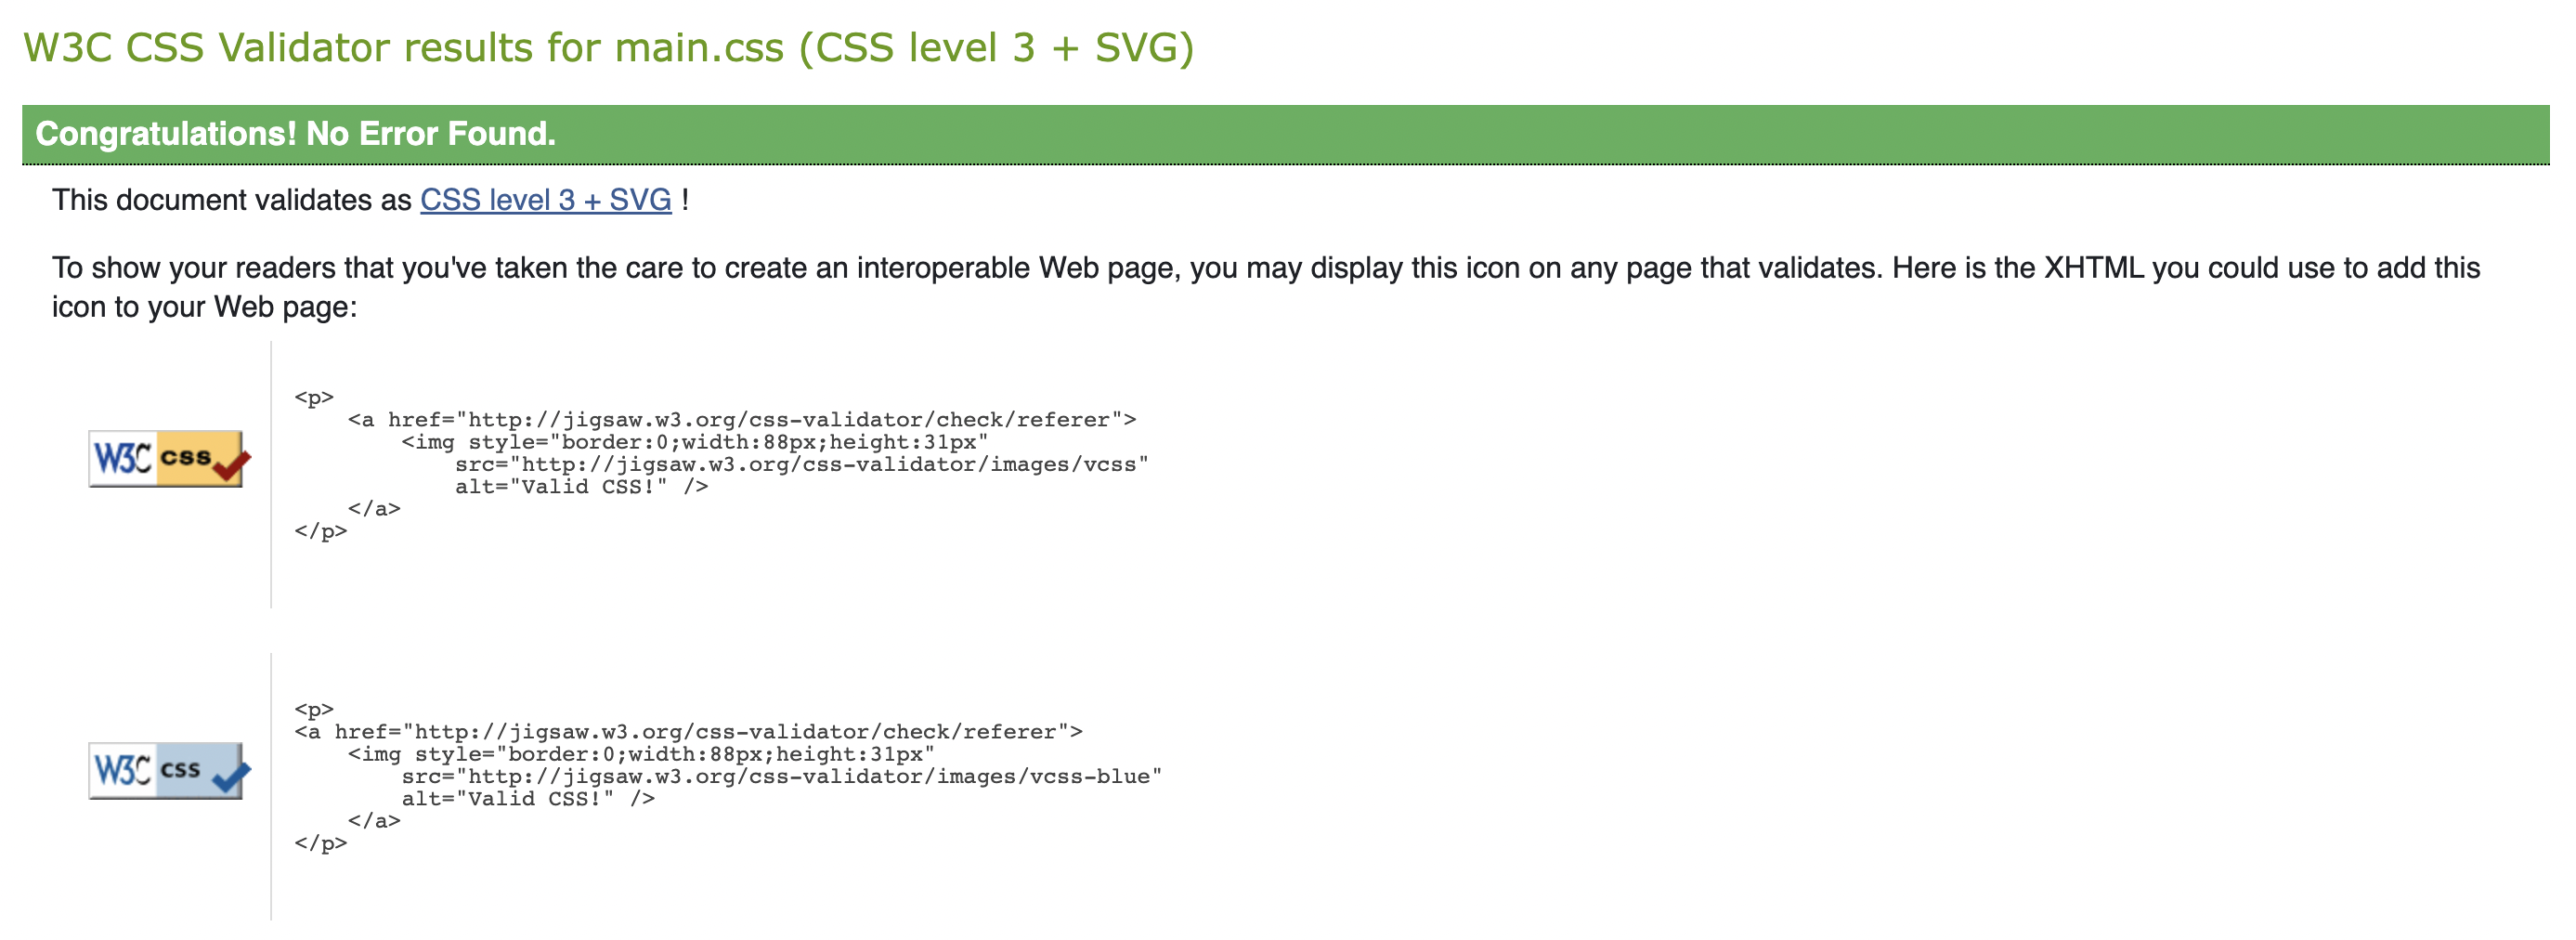 W3C CSS Validator results for main.css (CSS level 3 + SVG)
Congratulations! No Error Found.
This document validates as CSS level 3 + SVG !
To show your readers that you've taken the care to create an interoperable Web page, you may display this icon on any page that validates. Here is the XHTML you could use to add this
icon to your Web page:
W3C css
<p>
    <a href="http://jigsaw.w3.org/css-validator/check/referer">
        <img style="border:0;width:88px;height:31px"
            src="http://jigsaw.w3.org/css-validator/images/vcss"
            alt="Valid CSS!" />
    </a>
</p>
W3C css
<p>
<a href="http://jigsaw.w3.org/css-validator/check/referer">
    <img style="border:0;width:88px;height:31px"
        src="http://jigsaw.w3.org/css-validator/images/vcss-blue"
        alt="Valid CSS!" />
    </a>
</p>